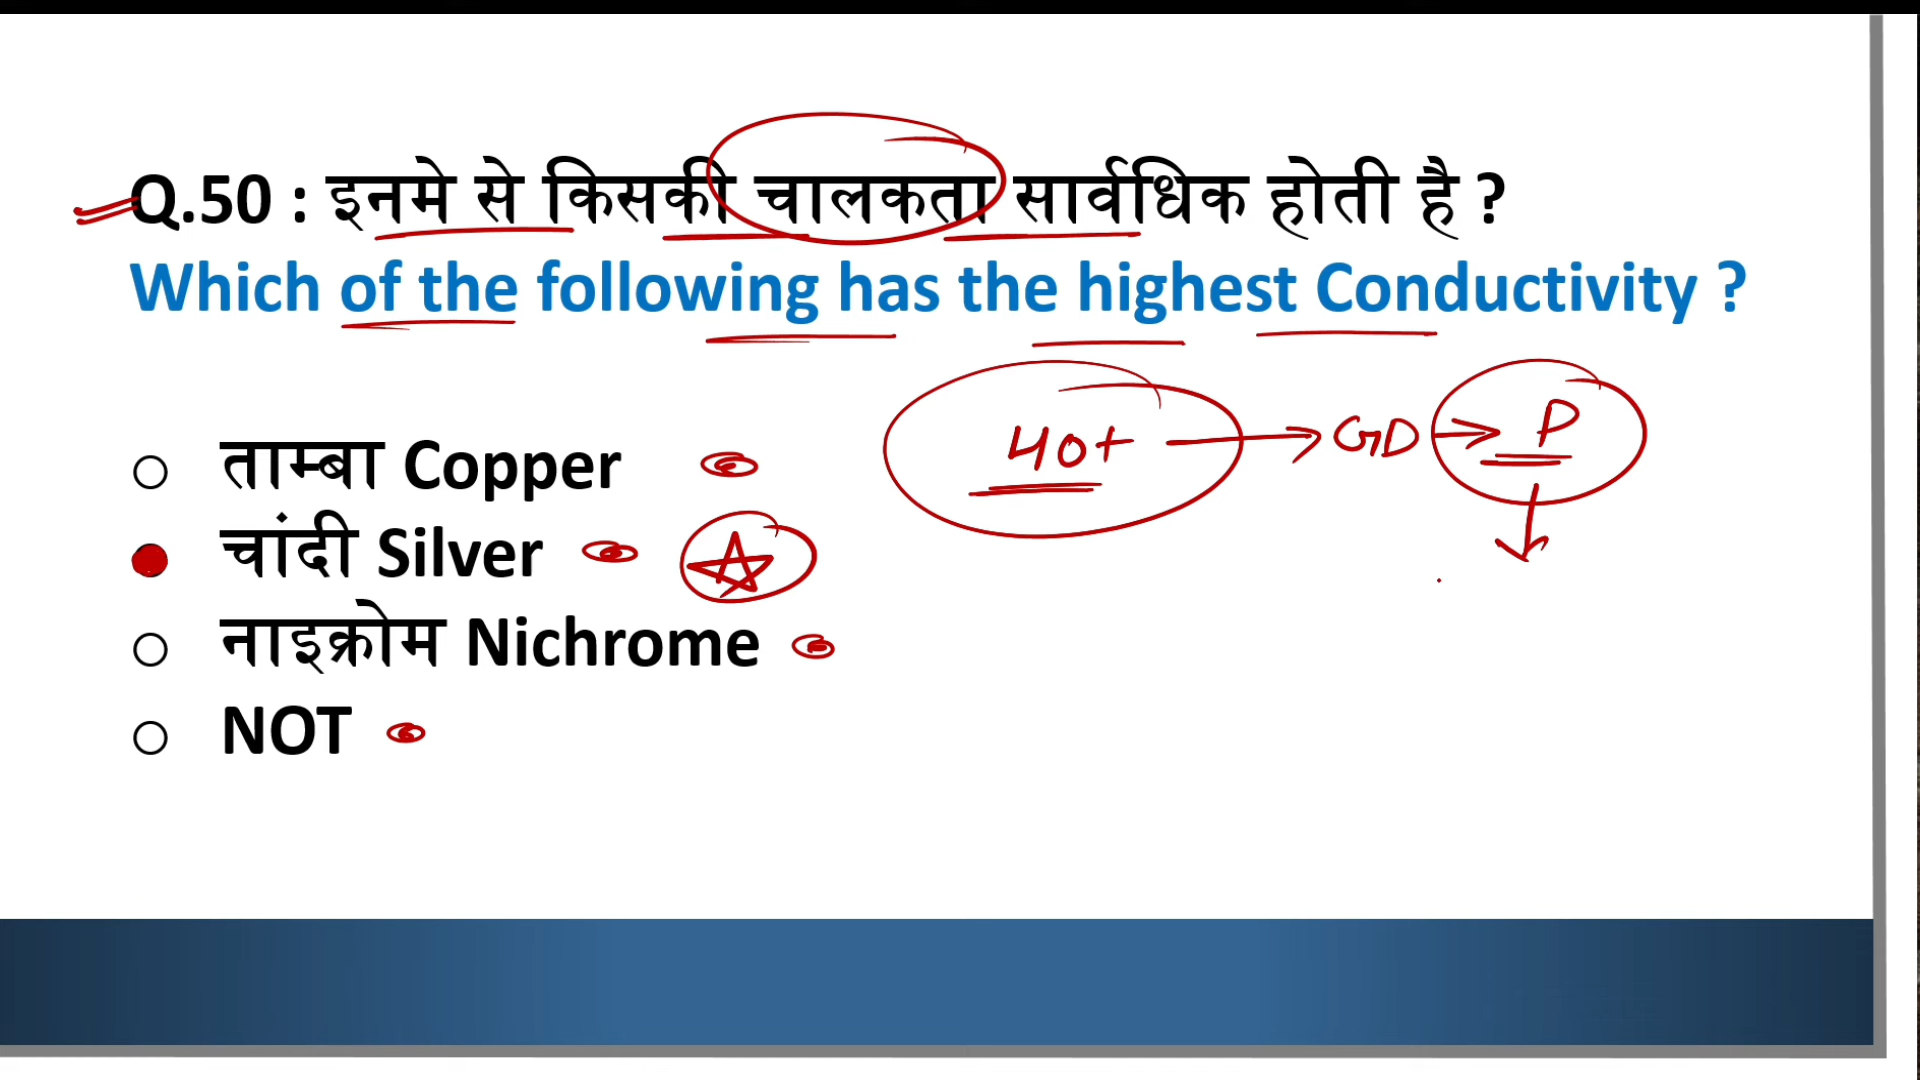 Q.50 : इनमे से किसकी चालकता सार्वधिक होती है ?
Which of the following has the highest Conductivity ?
40+ → GD → P
ताम्बा Copper
चांदी Silver
नाइक्रोम Nichrome
NOT